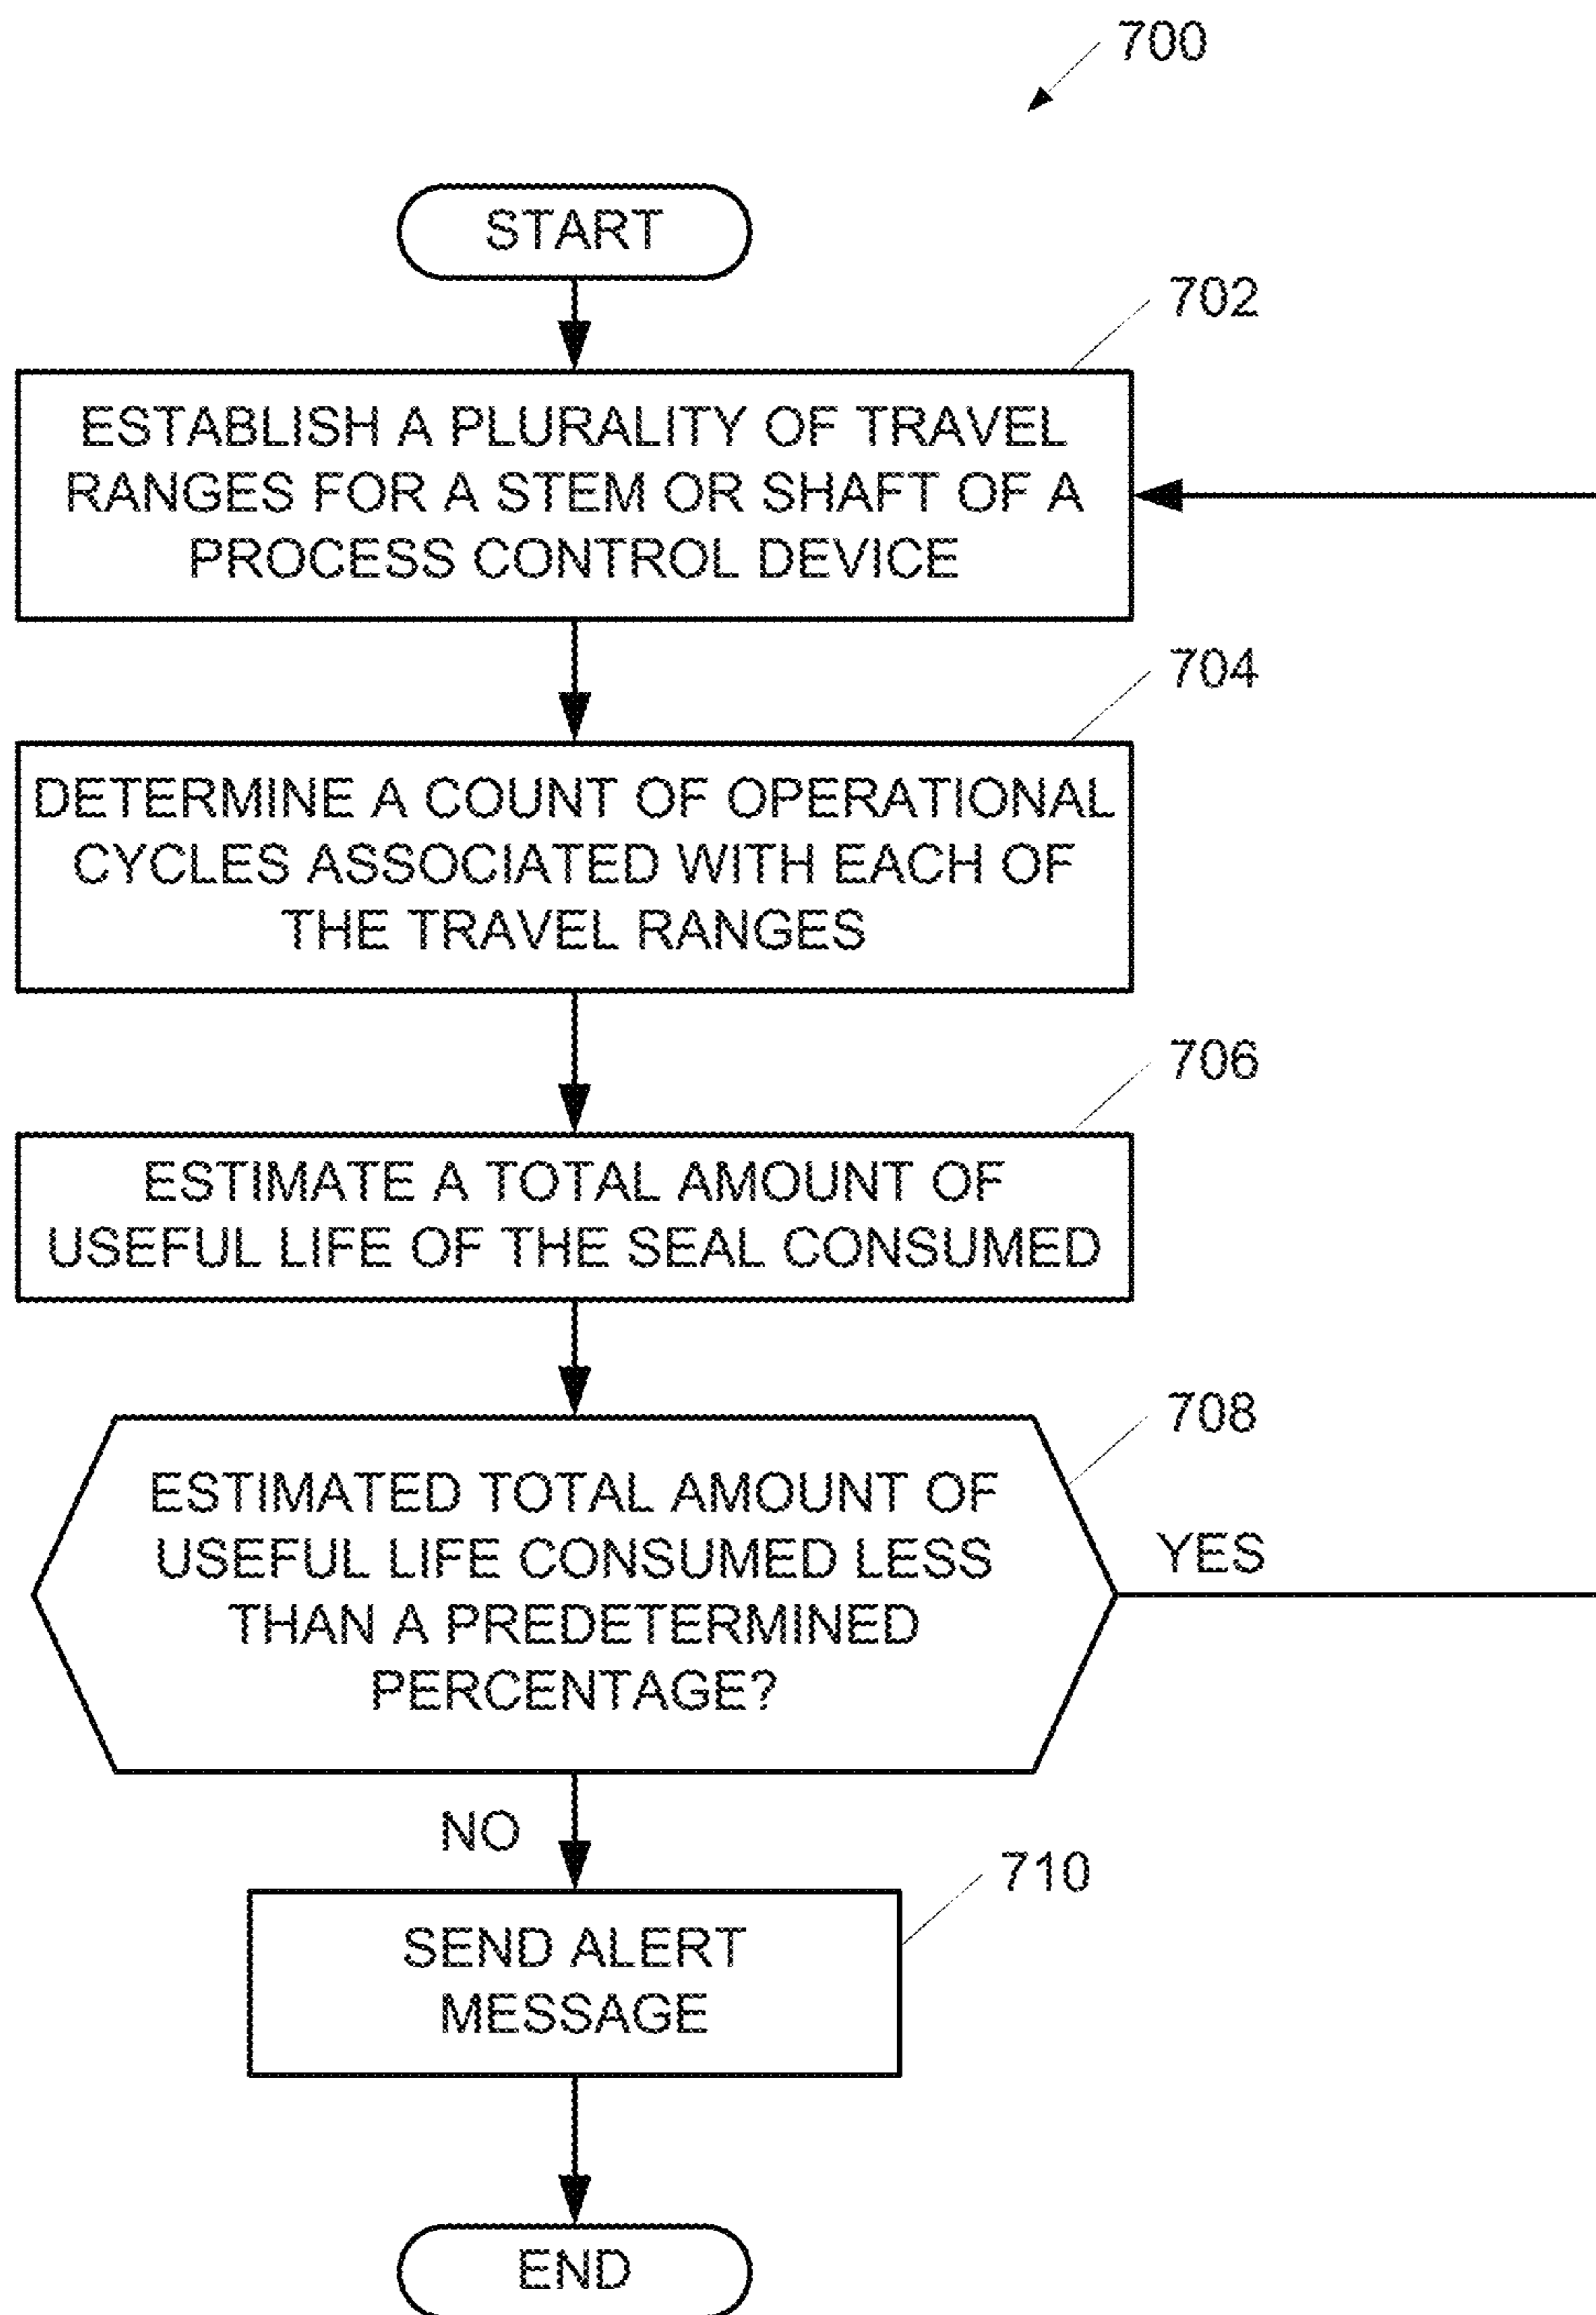 700
START
702
ESTABLISH A PLURALITY OF TRAVEL
RANGES FOR A STEM OR SHAFT OF A
PROCESS CONTROL DEVICE
704
DETERMINE A COUNT OF OPERATIONAL
CYCLES ASSOCIATED WITH EACH OF
THE TRAVEL RANGES
706
ESTIMATE A TOTAL AMOUNT OF
USEFUL LIFE OF THE SEAL CONSUMED
708
ESTIMATED TOTAL AMOUNT OF
USEFUL LIFE CONSUMED LESS
THAN A PREDETERMINED
PERCENTAGE?
YES
NO
710
SEND ALERT
MESSAGE
END